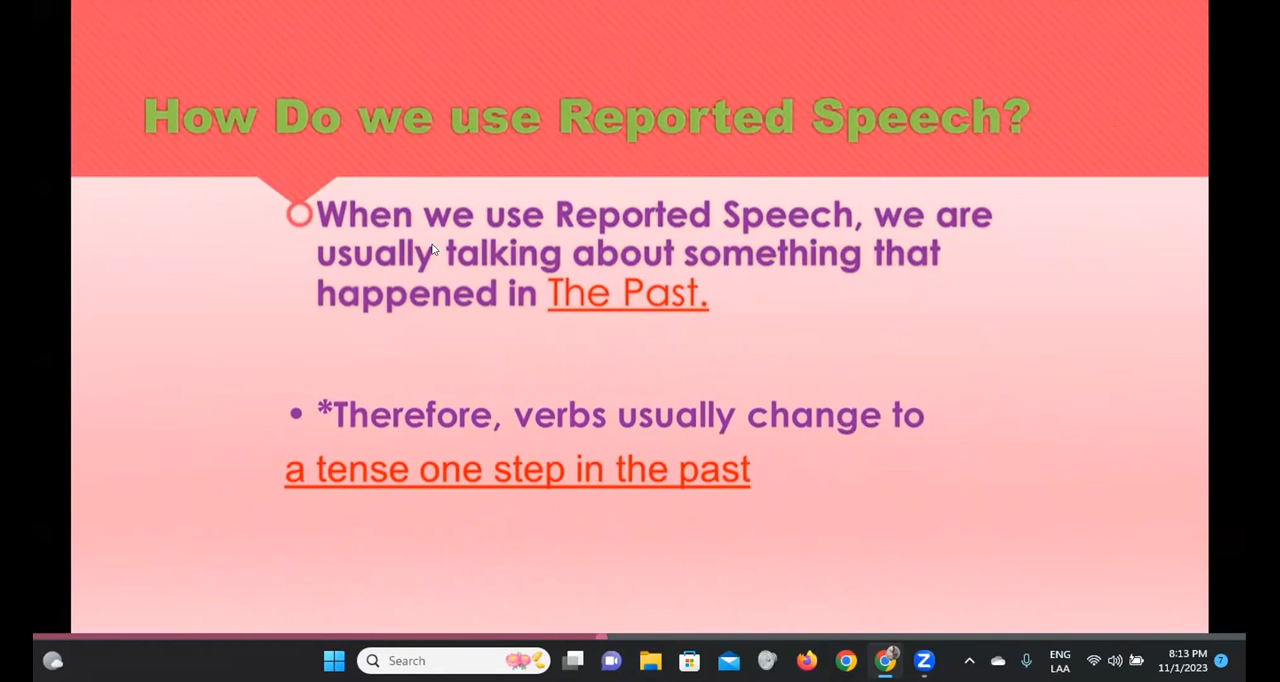 How Do we use Reported Speech?
When we use Reported Speech, we are
usually talking about something that
happened in The Past.
• *Therefore, verbs usually change to
a tense one step in the past
Search
ENG
LAA
8:13 PM
11/1/2023
7